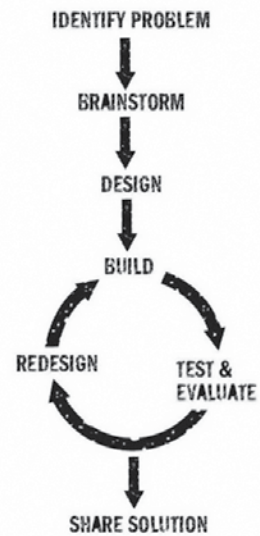 IDENTIFY PROBLEM
BRAINSTORM
DESIGN
BUILD
REDESIGN
TEST &
EVALUATE
SHARE SOLUTION